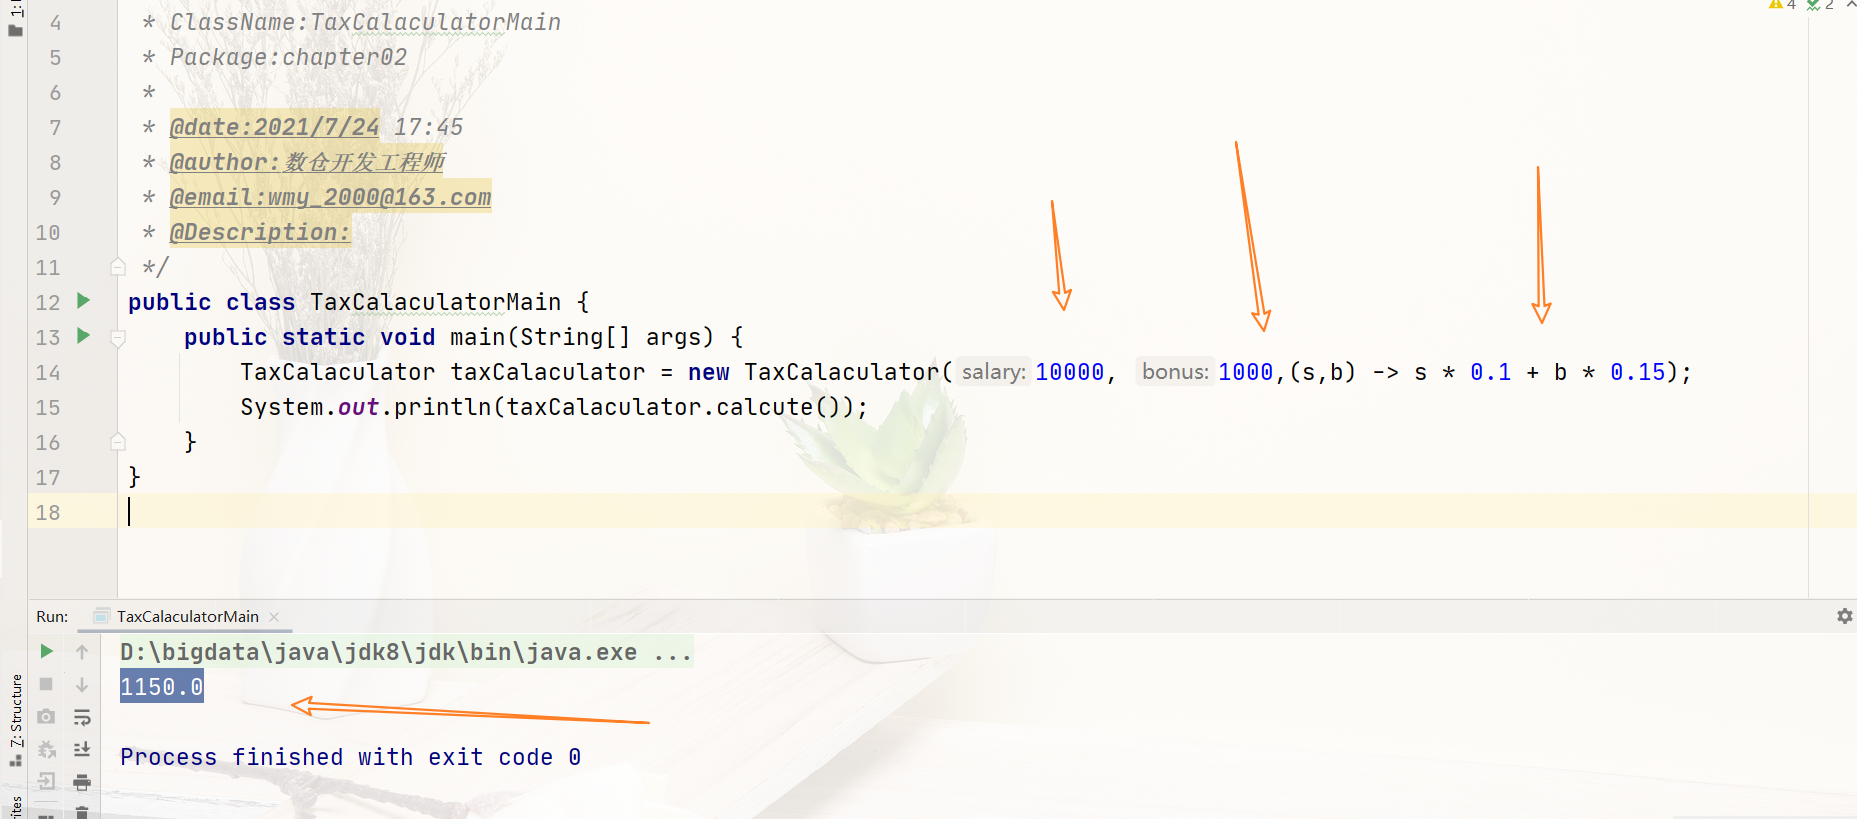 4
1:
4 * ClassName:TaxCalaculatorMain
2
5 * Package:chapter02
6 *
7 * @date:2021/7/24 17:45
8 * @author:数仓开发工程师
9 * @email:wmy_2000@163.com
10 * @Description:
11 */
12 public class TaxCalaculatorMain {
13 public static void main(String[] args) {
14 TaxCalaculator taxCalaculator = new TaxCalaculator( salary: 10000, bonus: 1000,(s,b) -> s * 0.1 + b * 0.15);
15 System.out.println(taxCalaculator.calcute());
16 }
17 }
18
Run: TaxCalaculatorMain
D:\bigdata\java\jdk8\jdk\bin\java.exe ...
1150.0
Process finished with exit code 0
7: Structure